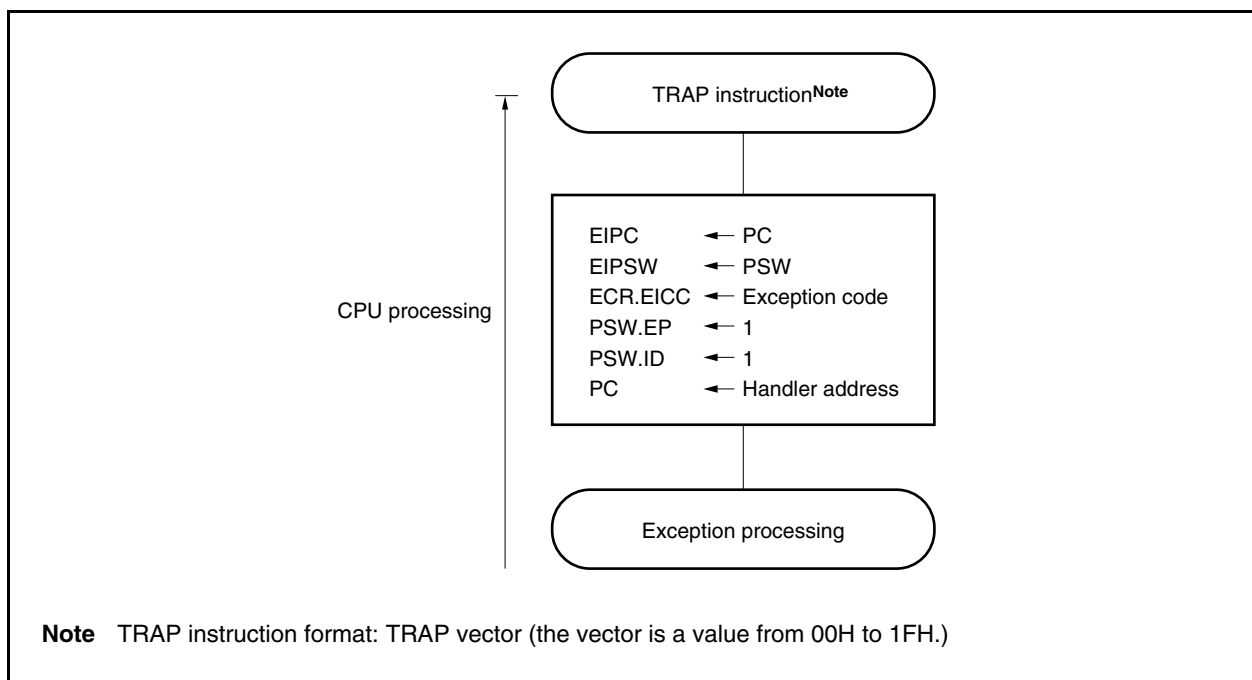 TRAP instructionNote
EIPC ← PC
EIPSW ← PSW
ECR.EICC ← Exception code
PSW.EP ← 1
PSW.ID ← 1
PC ← Handler address
CPU processing
Exception processing
Note TRAP instruction format: TRAP vector (the vector is a value from 00H to 1FH.)